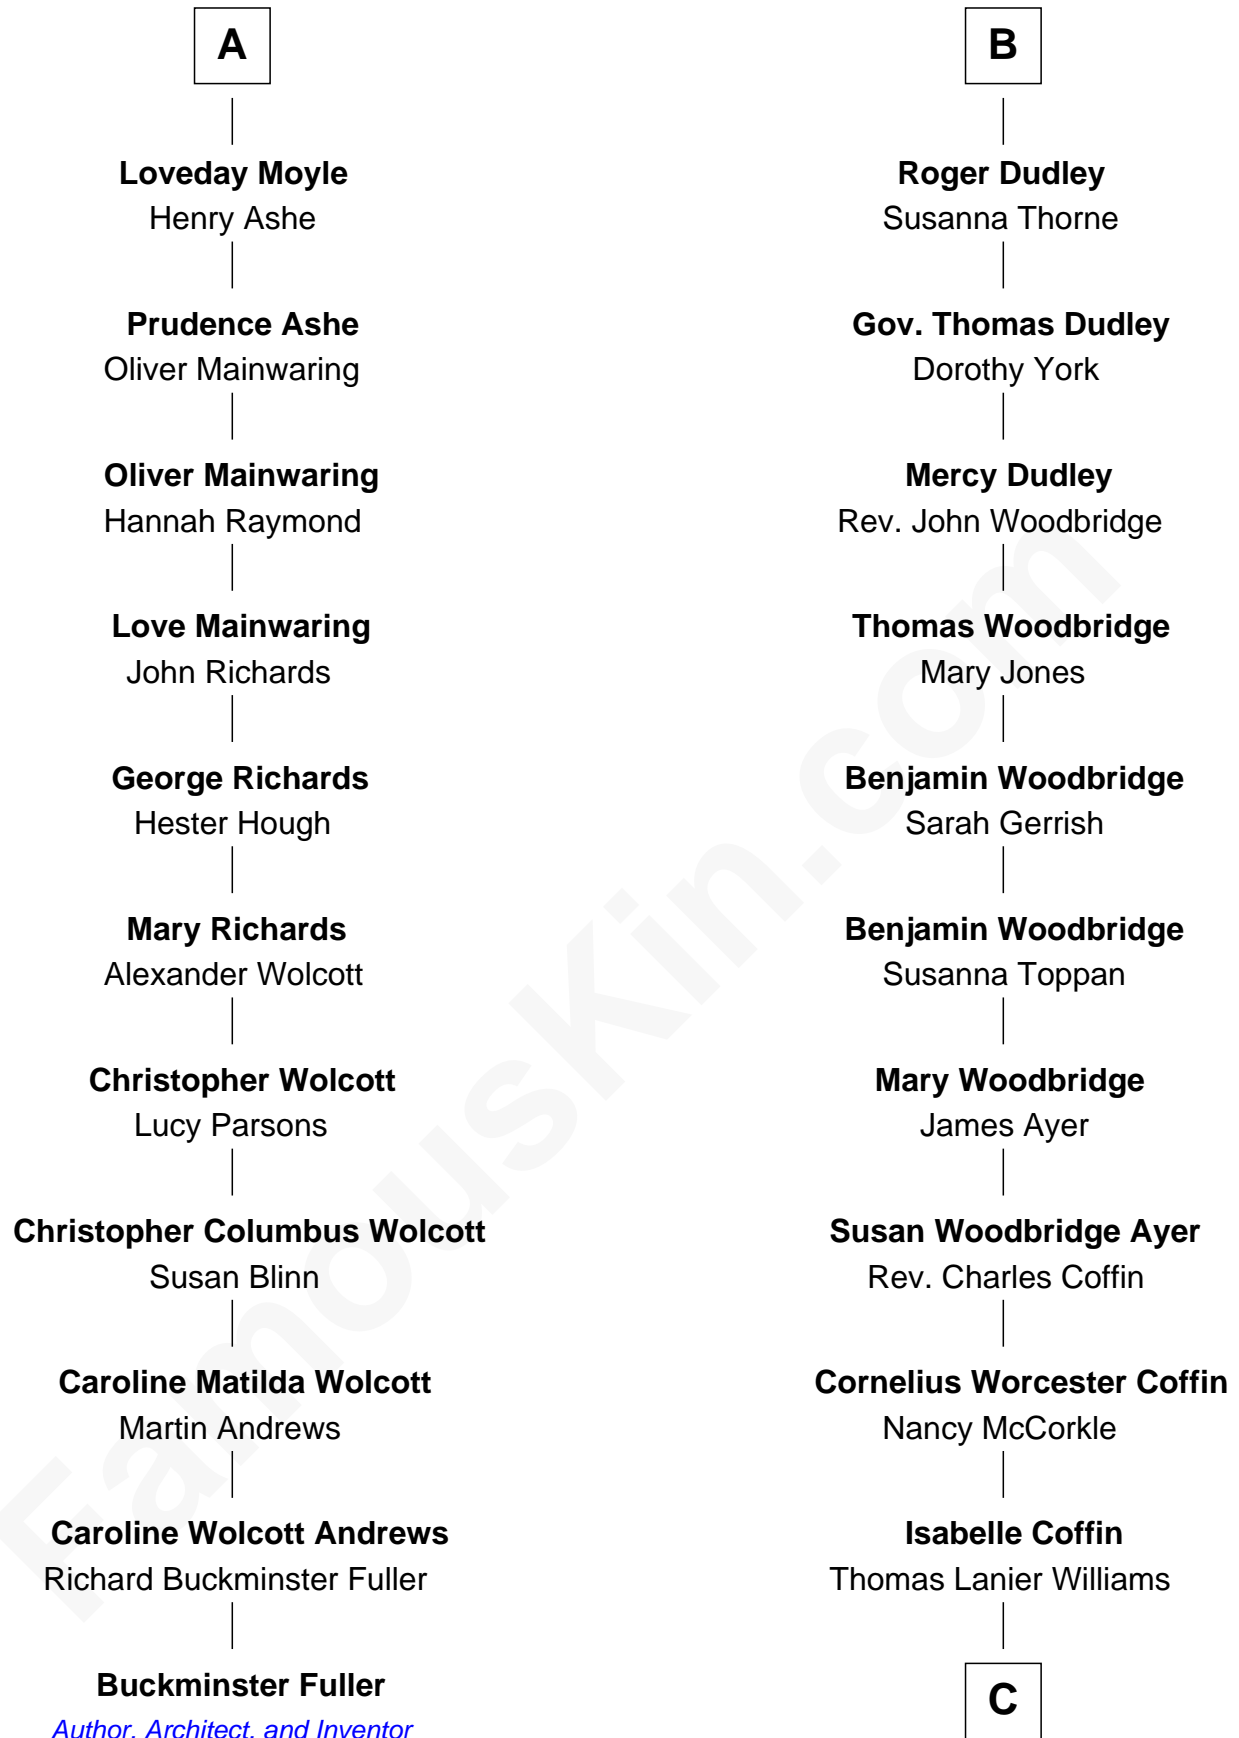 A
Loveday Moyle
Henry Ashe
Prudence Ashe
Oliver Mainwaring
Oliver Mainwaring
Hannah Raymond
Love Mainwaring
John Richards
George Richards
Hester Hough
Mary Richards
Alexander Wolcott
Christopher Wolcott
Lucy Parsons
Christopher Columbus Wolcott
Susan Blinn
Caroline Matilda Wolcott
Martin Andrews
Caroline Wolcott Andrews
Richard Buckminster Fuller
Buckminster Fuller
Author, Architect, and Inventor
B
Roger Dudley
Susanna Thorne
Gov. Thomas Dudley
Dorothy York
Mercy Dudley
Rev. John Woodbridge
Thomas Woodbridge
Mary Jones
Benjamin Woodbridge
Sarah Gerrish
Benjamin Woodbridge
Susanna Toppan
Mary Woodbridge
James Ayer
Susan Woodbridge Ayer
Rev. Charles Coffin
Cornelius Worcester Coffin
Nancy McCorkle
Isabelle Coffin
Thomas Lanier Williams
C
FamousKin.com